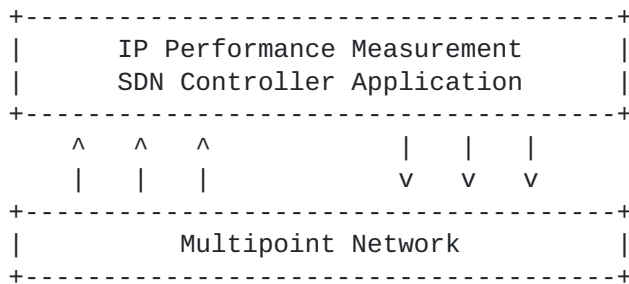 IP Performance Measurement
SDN Controller Application
Multipoint Network